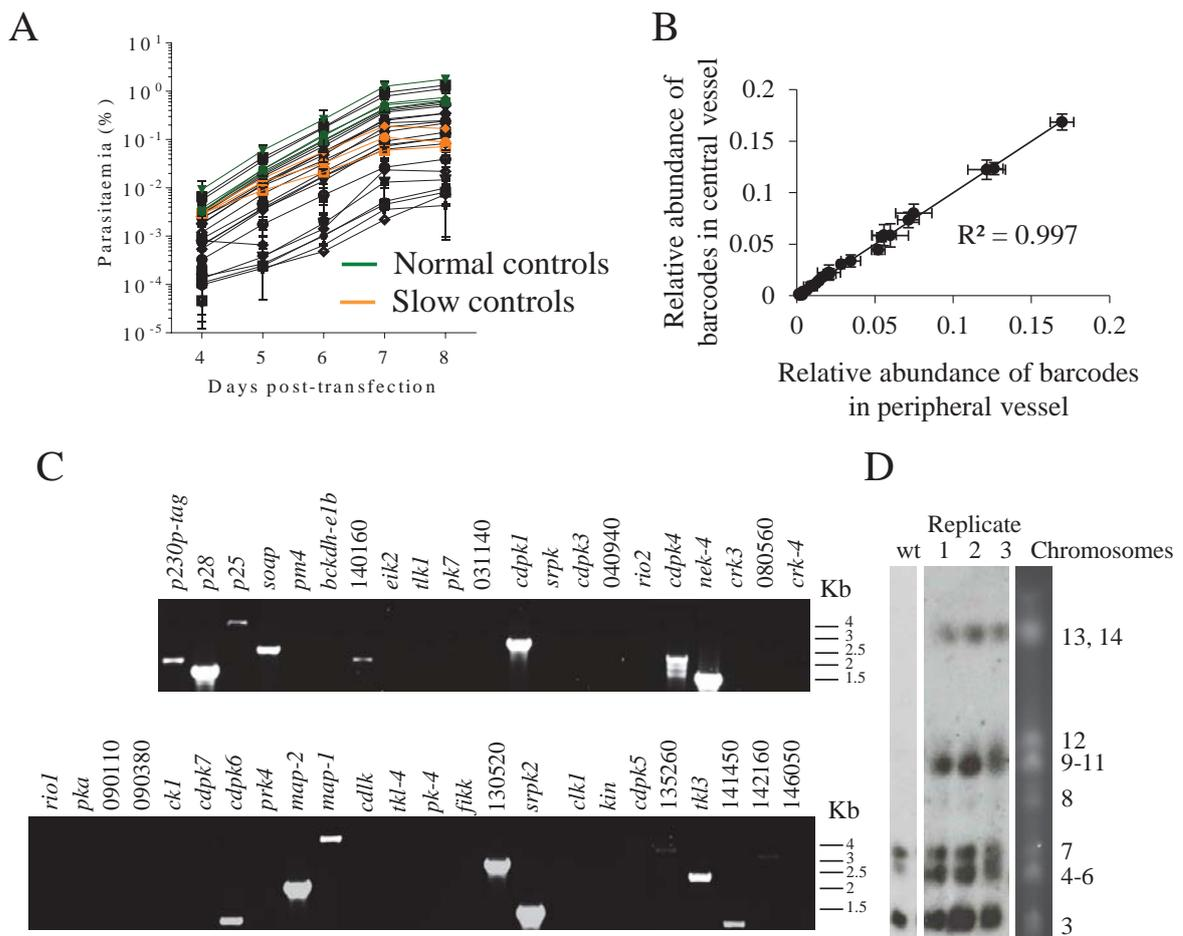 A
Parasitaemia (%)
10^1
10^0
10^-1
10^-2
10^-3
10^-4
10^-5
4 5 6 7 8
Days post-transfection
Normal controls
Slow controls
B
Relative abundance of
barcodes in central vessel
0.2
0.15
0.1
0.05
0
0 0.05 0.1 0.15 0.2
R² = 0.997
Relative abundance of barcodes
in peripheral vessel
C
p230p-tag p28 p25 soap pm4 bckdh-e1b 140160 eik2 tlk1 pk7 031140 cdpk1 srpk cdpk3 040940 rio2 cdpk4 nek-4 crk3 080560 crk-4
Kb
4
3
2.5
2
1.5
rio1 pka 090110 090380 ck1 cdpk7 cdpk6 prk4 map-2 map-1 cdlk tkl-4 pk-4 fikk 130520 srpk2 clk1 kin cdpk5 135260 tkl3 141450 142160 146050
Kb
4
3
2.5
2
1.5
D
Replicate
wt 1 2 3 Chromosomes
13, 14
12
9-11
8
7
4-6
3